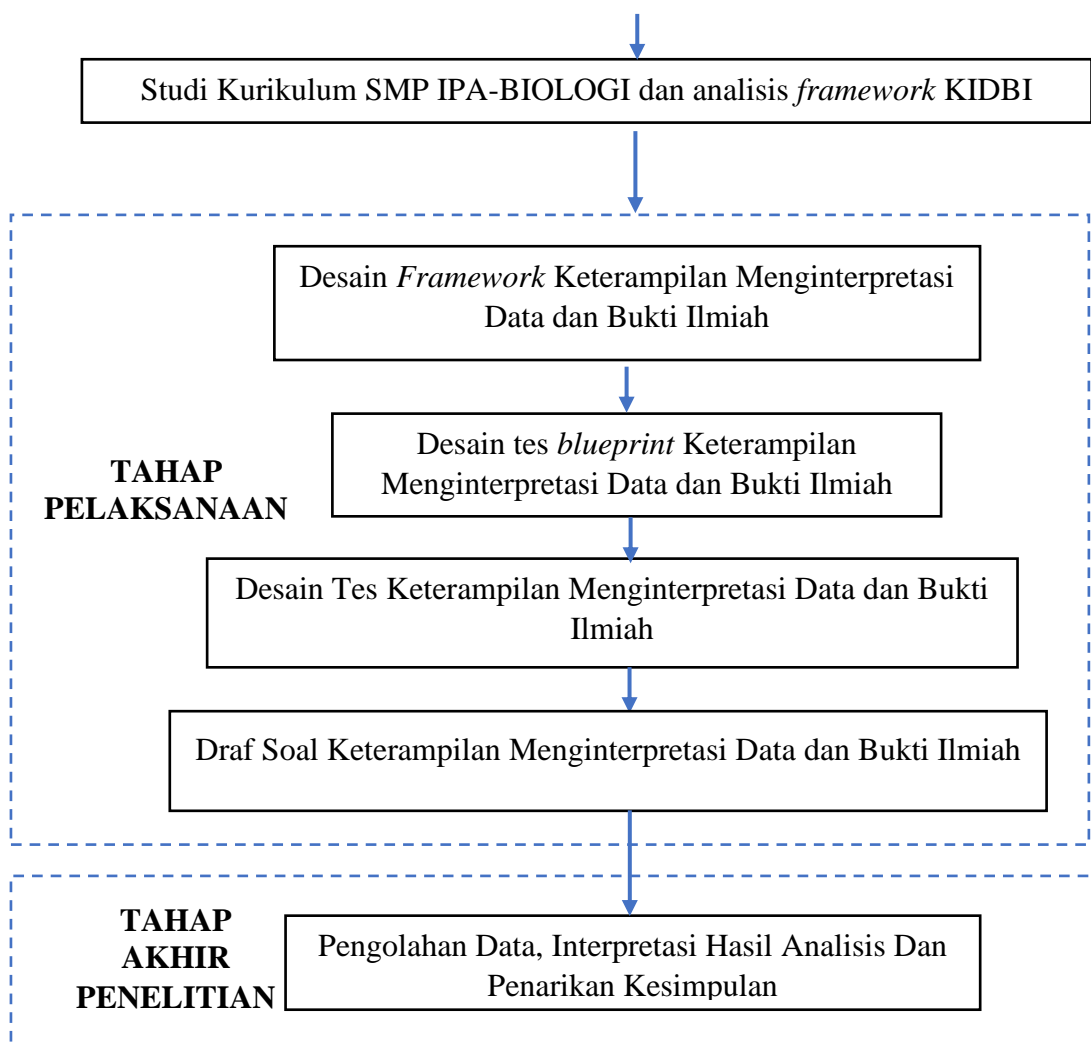 Studi Kurikulum SMP IPA-BIOLOGI dan analisis framework KIDBI
Desain Framework Keterampilan Menginterpretasi
Data dan Bukti Ilmiah
Desain tes blueprint Keterampilan
Menginterpretasi Data dan Bukti Ilmiah
TAHAP
PELAKSANAAN
Desain Tes Keterampilan Menginterpretasi Data dan Bukti
Ilmiah
Draf Soal Keterampilan Menginterpretasi Data dan Bukti Ilmiah
TAHAP
AKHIR
PENELITIAN
Pengolahan Data, Interpretasi Hasil Analisis Dan
Penarikan Kesimpulan